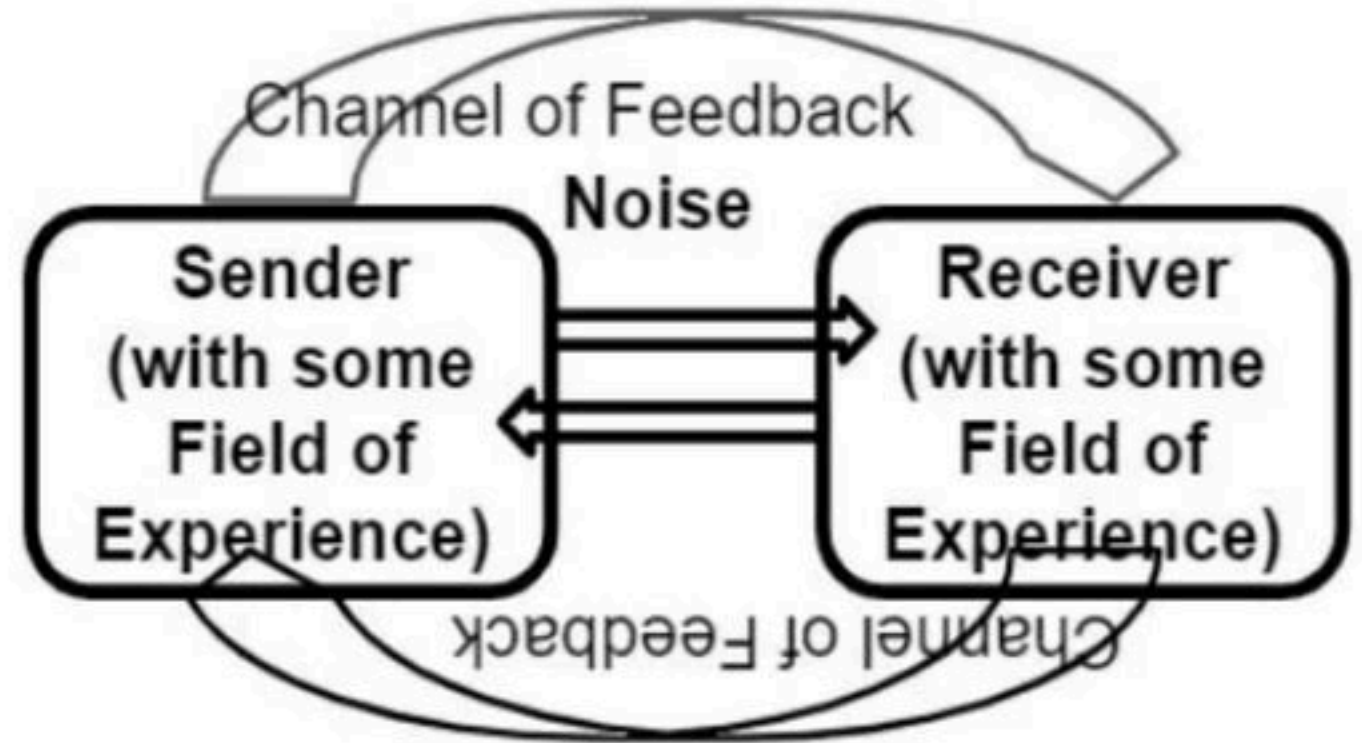 Channel of Feedback
Noise
Sender
(with some
Field of
Experience)
Receiver
(with some
Field of
Experience)
Channel of Feedback